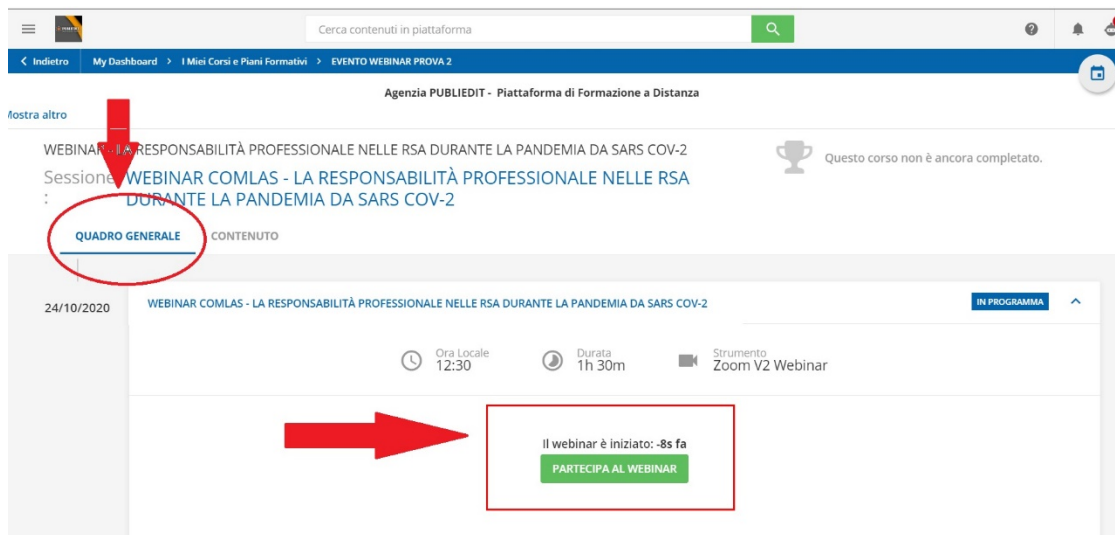 Cerca contenuti in piattaforma
Indietro My Dashboard > I Miei Corsi e Piani Formativi > EVENTO WEBINAR PROVA 2
Agenzia PUBLIEDIT - Piattaforma di Formazione a Distanza
Mostra altro
WEBINAR - LA RESPONSABILITÀ PROFESSIONALE NELLE RSA DURANTE LA PANDEMIA DA SARS COV-2
Questo corso non è ancora completato.
Sessione WEBINAR COMLAS - LA RESPONSABILITÀ PROFESSIONALE NELLE RSA
: DURANTE LA PANDEMIA DA SARS COV-2
QUADRO GENERALE CONTENUTO
24/10/2020 WEBINAR COMLAS - LA RESPONSABILITÀ PROFESSIONALE NELLE RSA DURANTE LA PANDEMIA DA SARS COV-2 IN PROGRAMMA
Ora Locale Durata Strumento
12:30 1h 30m Zoom V2 Webinar
Il webinar è iniziato: -8s fa
PARTECIPA AL WEBINAR